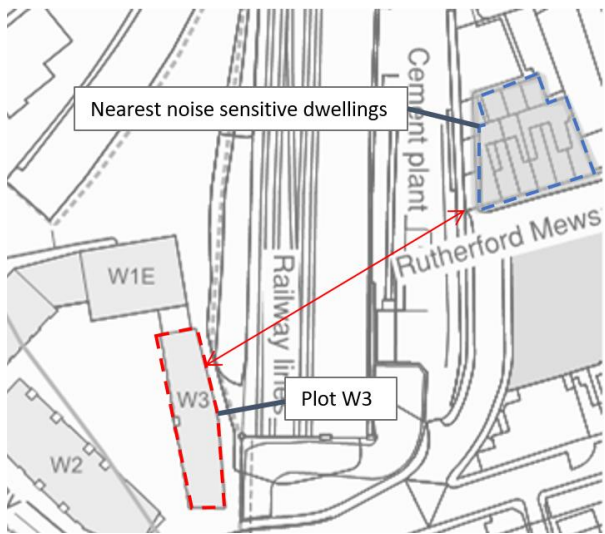 Nearest noise sensitive dwellings
Cement plant
Rutherford Mews
Railway lines
W1E
W3
Plot W3
W2